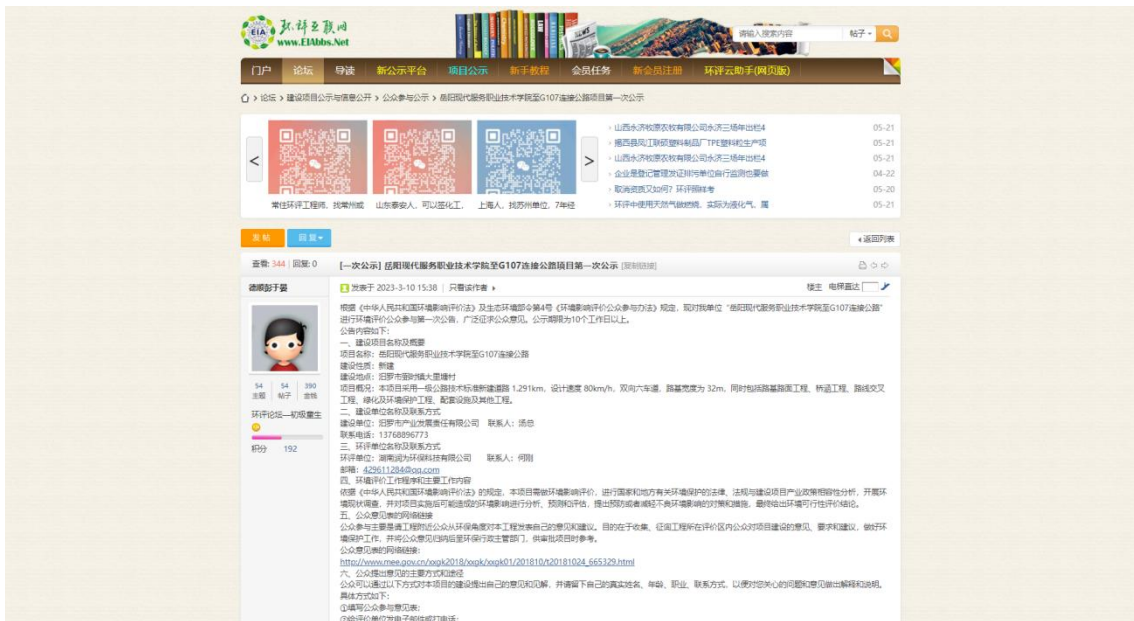 环评互联网
www.EIAbbs.Net
请输入搜索内容 帖子
门户 论坛 导读 新公示平台 项目公示 新手教程 会员任务 新会员注册 环评云助手(网页版)
> 论坛 > 建设项目公示与信息公开 > 公众参与公示 > 岳阳现代服务职业技术学院至G107连接公路项目第一次公示
山西永济牧原农牧有限公司永济三场年出栏4 05-21
揭西县凤江联硕塑料制品厂TPE塑料粒生产项 05-21
山西永济牧原农牧有限公司永济三场年出栏4 05-21
企业是登记管理发证排污单位自行监测也要做 04-22
取消资质又如何?环评照样考 05-20
环评中使用天然气做燃烧,实际为液化气,属 05-21
常住环评工程师,找常州或 山东泰安人,可以签化工, 上海人,找苏州单位,7年经
发帖 回复 返回列表
查看: 344 | 回复: 0 [一次公示] 岳阳现代服务职业技术学院至G107连接公路项目第一次公示 [复制链接]
德顺彭于晏 发表于 2023-3-10 15:38 | 只看该作者 楼主 电梯直达
根据《中华人民共和国环境影响评价法》及生态环境部令第4号《环境影响评价公众参与办法》规定,现对我单位“岳阳现代服务职业技术学院至G107连接公路”
进行环境评价公众参与第一次公告,广泛征求公众意见。公示期限为10个工作日以上。
公告内容如下:
一、建设项目名称及概要
项目名称:岳阳现代服务职业技术学院至G107连接公路
建设性质:新建
建设地点:汨罗市弼时镇大里塘村
项目概况:本项目采用一级公路技术标准新建道路 1.291km,设计速度 80km/h,双向六车道,路基宽度为 32m,同时包括路基路面工程、桥涵工程、路线交叉
工程、绿化及环境保护工程、配套设施及其他工程。
二、建设单位名称及联系方式
建设单位:汨罗市产业发展责任有限公司 联系人:汤总
联系电话:13768896773
三、环评单位名称及联系方式
环评单位:湖南润为环保科技有限公司 联系人:何刚
邮箱:429611284@qq.com
四、环境评价工作程序和主要工作内容
依据《中华人民共和国环境影响评价法》的规定,本项目需做环境影响评价,进行国家和地方有关环境保护的法律、法规与建设项目产业政策相容性分析,开展环
境现状调查,并对项目实施后可能造成的环境影响进行分析、预测和评估,提出预防或者减轻不良环境影响的对策和措施,最终给出环境可行性评价结论。
五、公众意见表的网络链接
公众参与主要是请工程附近公众从环保角度对本工程发表自己的意见和建议。目的在于收集、征询工程所在评价区内公众对项目建设的意见、要求和建议,做好环
境保护工作,并将公众意见归纳后呈环保行政主管部门,供审批项目时参考。
公众意见表的网络链接:
http://www.mee.gov.cn/xxgk2018/xxgk/xxgk01/201810/t20181024_665329.html
六、公众提出意见的主要方式和途径
公众可以通过以下方式对本项目的建设提出自己的意见和见解,并请留下自己的真实姓名、年龄、职业、联系方式,以便对您关心的问题和意见做出解释和说明。
具体方式如下:
①填写公众参与意见表;
②给评价单位发电子邮件或打电话;
54 54 390
主题 帖子 金钱
环评论坛—初级童生
积分 192